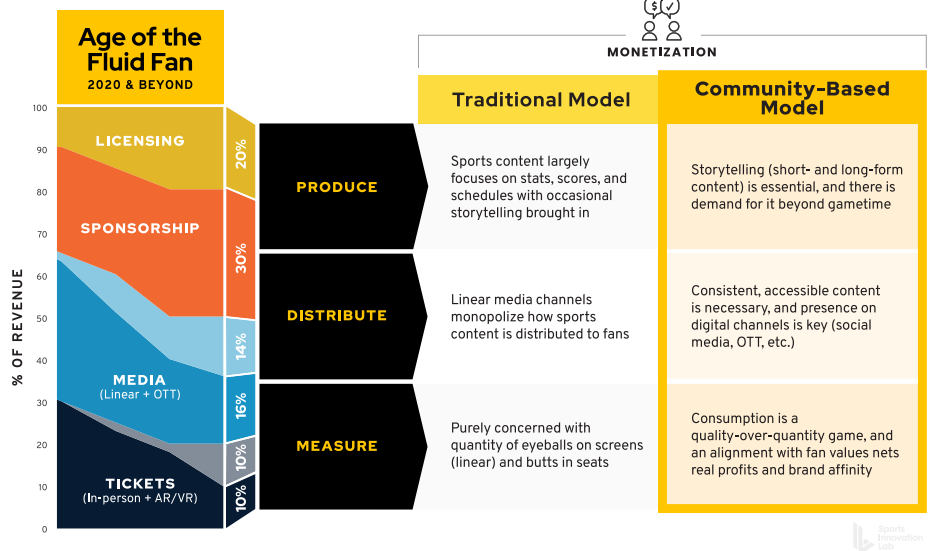 Age of the
Fluid Fan
2020 & BEYOND
$
MONETIZATION
Traditional Model
Community-Based
Model
% OF REVENUE
100
90
80
70
60
50
40
30
20
10
0
LICENSING
SPONSORSHIP
MEDIA
(Linear + OTT)
TICKETS
(In-person + AR/VR)
20%
30%
14%
16%
10%
10%
PRODUCE
Sports content largely
focuses on stats, scores, and
schedules with occasional
storytelling brought in
Storytelling (short- and long-form
content) is essential, and there is
demand for it beyond gametime
DISTRIBUTE
Linear media channels
monopolize how sports
content is distributed to fans
Consistent, accessible content
is necessary, and presence on
digital channels is key (social
media, OTT, etc.)
MEASURE
Purely concerned with
quantity of eyeballs on screens
(linear) and butts in seats
Consumption is a
quality-over-quantity game, and
an alignment with fan values nets
real profits and brand affinity
Sports
Innovation
Lab